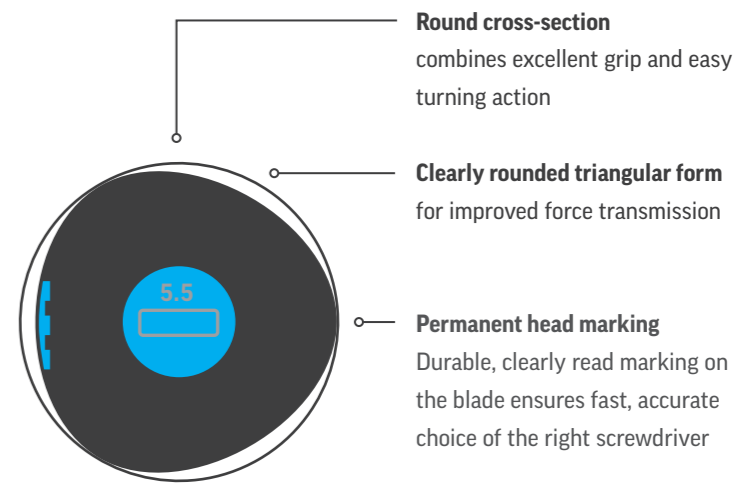 Round cross-section
combines excellent grip and easy
turning action
Clearly rounded triangular form
for improved force transmission
5.5
Permanent head marking
Durable, clearly read marking on
the blade ensures fast, accurate
choice of the right screwdriver